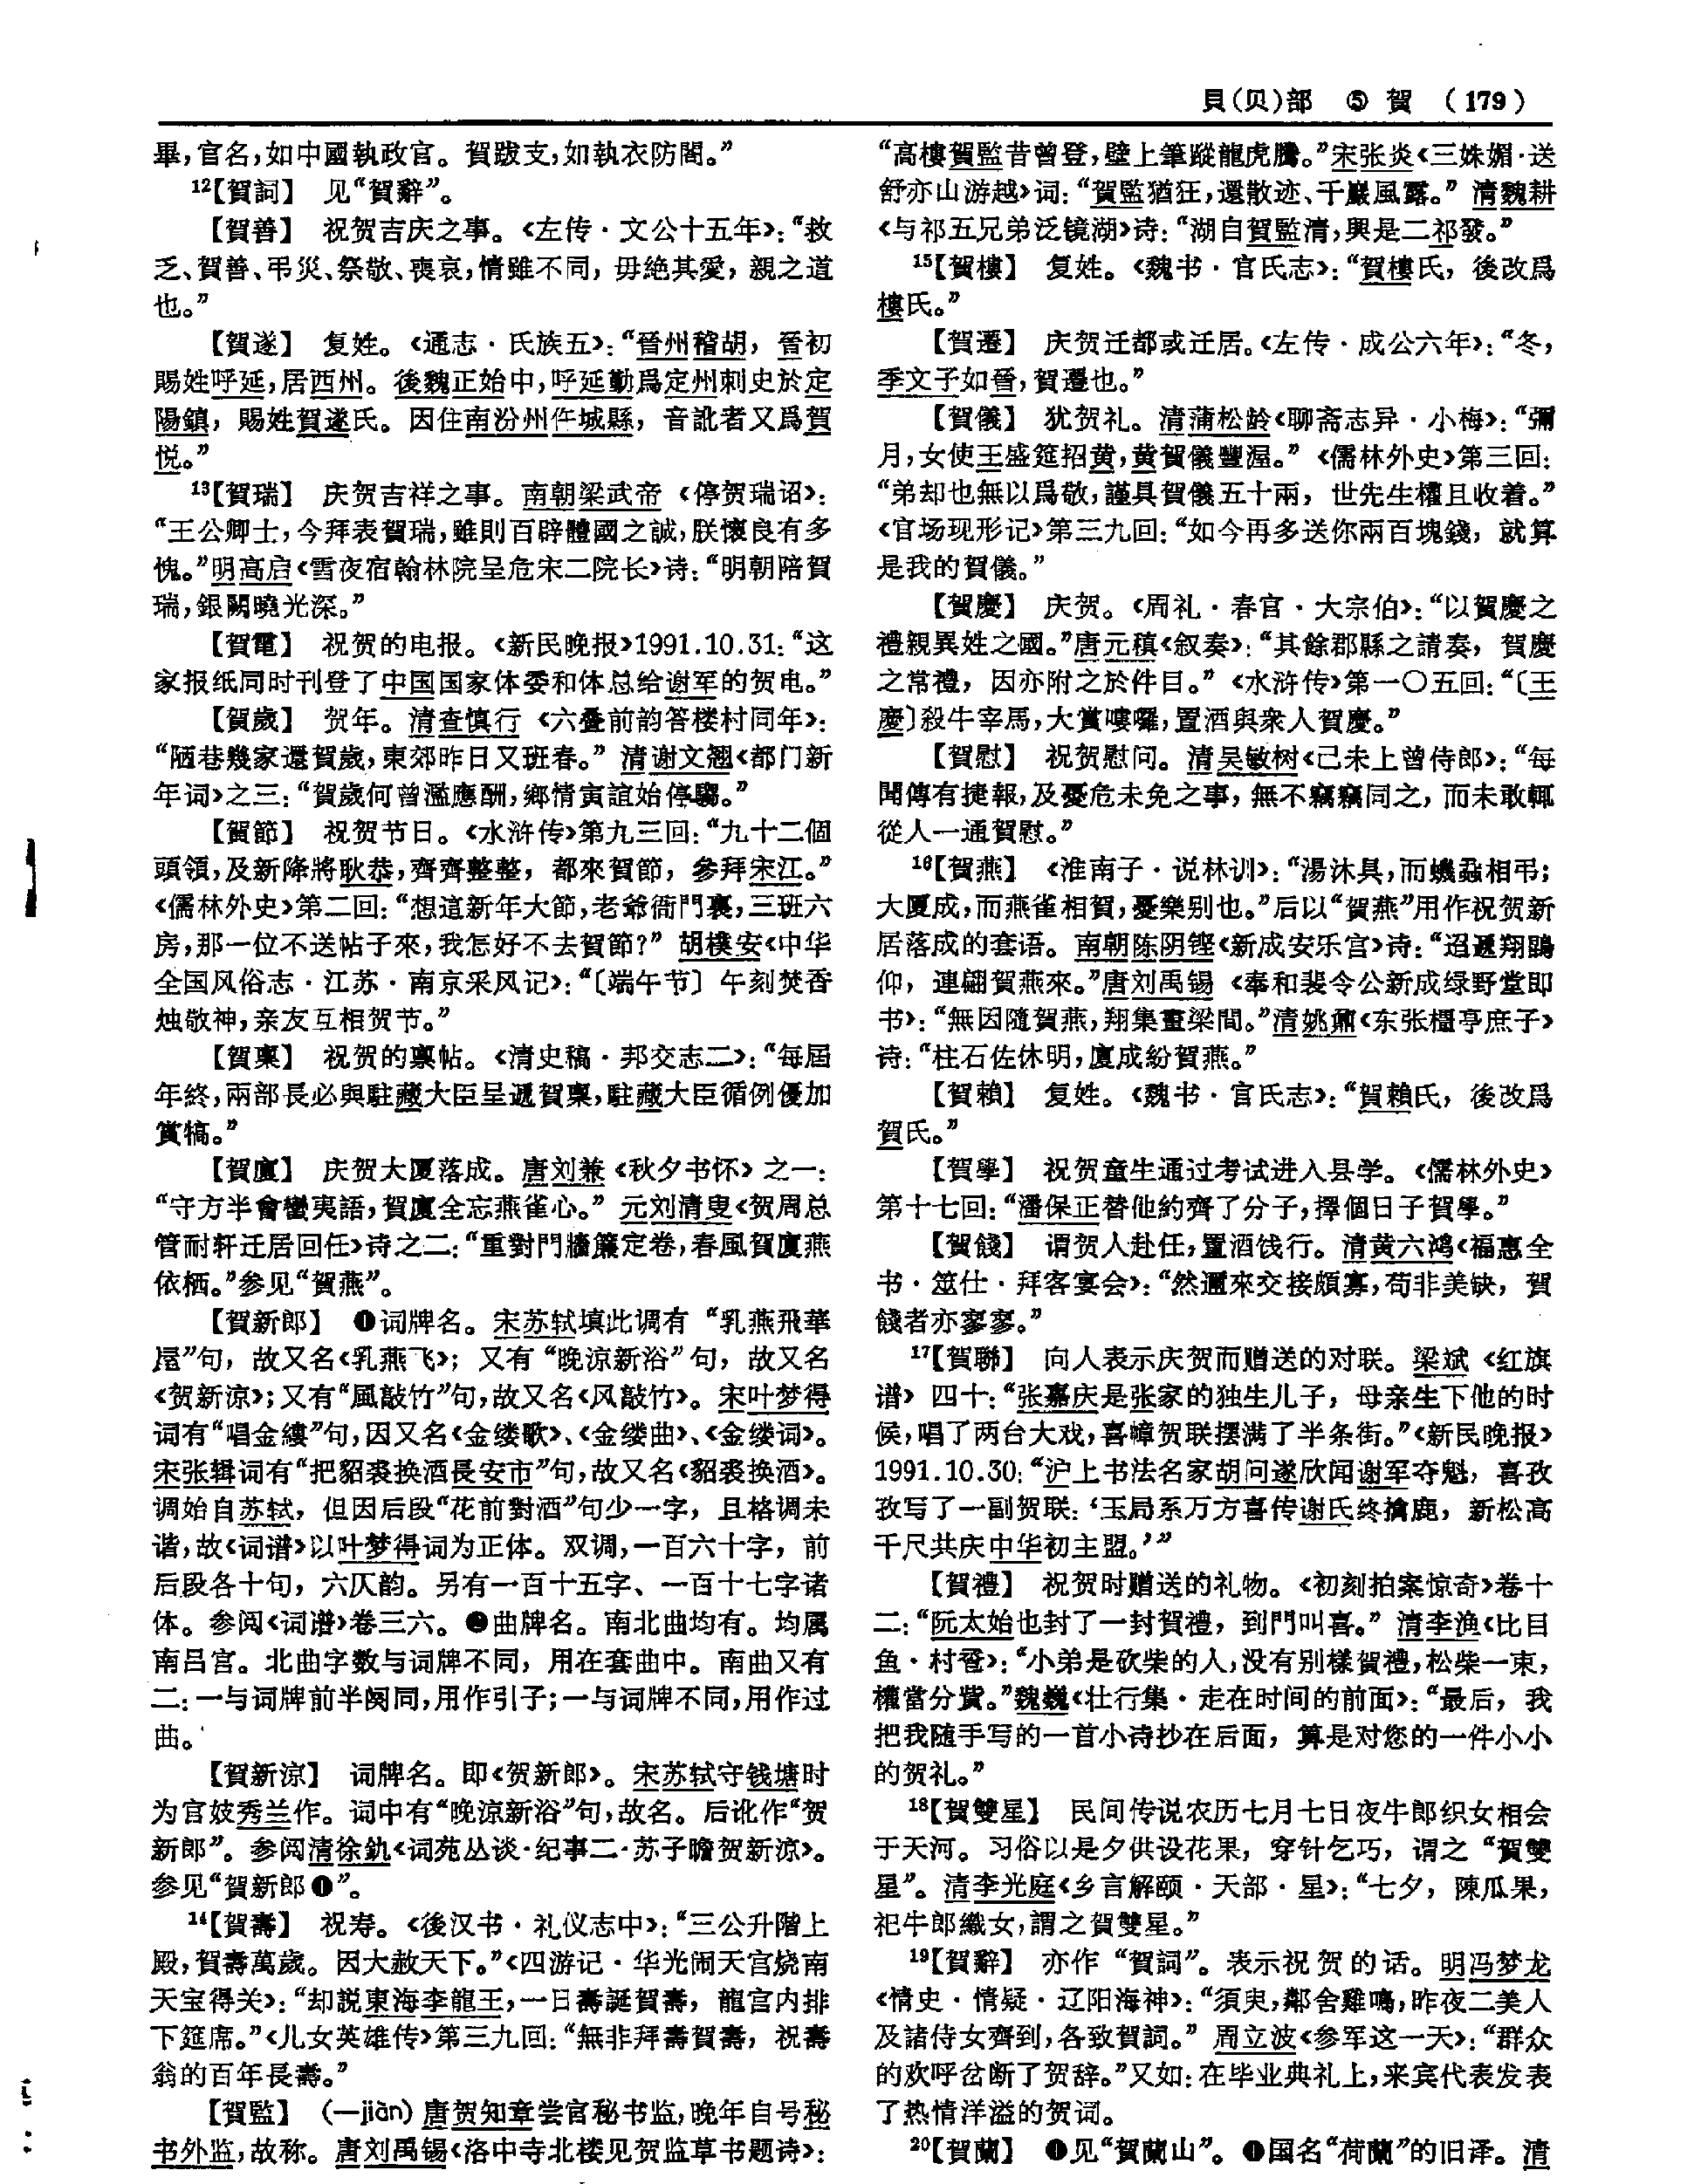 貝(贝)部 ⑤ 賀 (179)
畢,官名,如中國執政官。賀跋支,如執衣防閤。”
¹²【賀詞】 见“賀辭”。
【賀善】 祝贺吉庆之事。《左传·文公十五年》:“救
乏、賀善、弔災、祭敬、喪哀,情雖不同,毋绝其愛,親之道
也。”
【賀遂】 复姓。《通志·氏族五》:“晉州稽胡,晉初
賜姓呼延,居西州。後魏正始中,呼延勤爲定州刺史於定
陽鎮,賜姓賀遂氏。因住南汾州仵城縣,音訛者又爲賀
悦。”
¹³【賀瑞】 庆贺吉祥之事。南朝梁武帝《停贺瑞诏》:
“王公卿士,今拜表賀瑞,雖則百辟體國之誠,朕懷良有多
愧。”明高启《雪夜宿翰林院呈危宋二院长》诗:“明朝陪賀
瑞,銀闕曉光深。”
【賀電】 祝贺的电报。《新民晚报》1991.10.31:“这
家报纸同时刊登了中国国家体委和体总给谢军的贺电。”
【賀歲】 贺年。清查慎行《六叠前韵答楼村同年》:
“陋巷幾家還賀歲,東郊昨日又班春。”清谢文翘《都门新
年词》之三:“賀歲何曾濫應酬,鄉情寅誼始停驂。”
【賀節】 祝贺节日。《水浒传》第九三回:“九十二個
頭領,及新降將耿恭,齊齊整整,都來賀節,參拜宋江。”
《儒林外史》第二回:“想這新年大節,老爺衙門裏,三班六
房,那一位不送帖子來,我怎好不去賀節?”胡樸安《中华
全国风俗志·江苏·南京采风记》:“〔端午节〕午刻焚香
烛敬神,亲友互相贺节。”
【賀稟】 祝贺的禀帖。《清史稿·邦交志二》:“每屆
年終,兩部長必與駐藏大臣呈遞賀稟,駐藏大臣循例優加
賞犒。”
【賀廈】 庆贺大厦落成。唐刘兼《秋夕书怀》之一:
“守方半會蠻夷語,賀廈全忘燕雀心。”元刘清叟《贺周总
管耐轩迁居回任》诗之二:“重對門牆簾定卷,春風賀廈燕
依栖。”参见“賀燕”。
【賀新郎】 ❶词牌名。宋苏轼填此调有“乳燕飛華
屋”句,故又名《乳燕飞》;又有“晚涼新浴”句,故又名
《贺新凉》;又有“風敲竹”句,故又名《风敲竹》。宋叶梦得
词有“唱金縷”句,因又名《金缕歌》、《金缕曲》、《金缕词》。
宋张辑词有“把貂裘换酒長安市”句,故又名《貂裘换酒》。
调始自苏轼,但因后段“花前對酒”句少一字,且格调未
谐,故《词谱》以叶梦得词为正体。双调,一百六十字,前
后段各十句,六仄韵。另有一百十五字、一百十七字诸
体。参阅《词谱》卷三六。❷曲牌名。南北曲均有。均属
南吕宫。北曲字数与词牌不同,用在套曲中。南曲又有
二:一与词牌前半阕同,用作引子;一与词牌不同,用作过
曲。
【賀新凉】 词牌名。即《贺新郎》。宋苏轼守钱塘时
为官妓秀兰作。词中有“晚凉新浴”句,故名。后讹作“贺
新郎”。参阅清徐釚《词苑丛谈·纪事二·苏子瞻贺新凉》。
参见“賀新郎❶”。
¹⁴【賀壽】 祝寿。《後汉书·礼仪志中》:“三公升階上
殿,賀壽萬歲。因大赦天下。”《四游记·华光闹天宫烧南
天宝得关》:“却説東海李龍王,一日壽誕賀壽,龍宫内排
下筵席。”《儿女英雄传》第三九回:“無非拜壽賀壽,祝壽
翁的百年長壽。”
【賀監】 (—jiàn) 唐贺知章尝官秘书监,晚年自号秘
书外监,故称。唐刘禹锡《洛中寺北楼见贺监草书题诗》:
“高樓賀監昔曾登,壁上筆蹤龍虎騰。”宋张炎《三姝媚·送
舒亦山游越》词:“賀監猶狂,還散迹、千巖風露。”清魏耕
《与祁五兄弟泛镜湖》诗:“湖自賀監清,興是二祁發。”
¹⁵【賀樓】 复姓。《魏书·官氏志》:“賀樓氏,後改爲
樓氏。”
【賀遷】 庆贺迁都或迁居。《左传·成公六年》:“冬,
季文子如晉,賀遷也。”
【賀儀】 犹贺礼。清蒲松龄《聊斋志异·小梅》:“彌
月,女使王盛筵招黄,黄賀儀豐渥。”《儒林外史》第三回:
“弟却也無以爲敬,謹具賀儀五十兩,世先生權且收着。”
《官场现形记》第三九回:“如今再多送你兩百塊錢,就算
是我的賀儀。”
【賀慶】 庆贺。《周礼·春官·大宗伯》:“以賀慶之
禮親異姓之國。”唐元稹《叙奏》:“其餘郡縣之請奏,賀慶
之常禮,因亦附之於件目。”《水浒传》第一〇五回:“〔王
慶〕殺牛宰馬,大賞嘍囉,置酒與衆人賀慶。”
【賀慰】 祝贺慰问。清吴敏树《己未上曾侍郎》:“每
聞傳有捷報,及憂危未免之事,無不竊竊同之,而未敢輒
從人一通賀慰。”
¹⁶【賀燕】 《淮南子·说林训》:“湯沐具,而蟣蝨相弔;
大厦成,而燕雀相賀,憂樂别也。”后以“賀燕”用作祝贺新
居落成的套语。南朝陈阴铿《新成安乐宫》诗:“迢遞翔鵾
仰,連翩賀燕來。”唐刘禹锡《奉和裴令公新成绿野堂即
书》:“無因隨賀燕,翔集畫梁間。”清姚鼐《东张橿亭庶子》
诗:“柱石佐休明,廈成紛賀燕。”
【賀賴】 复姓。《魏书·官氏志》:“賀賴氏,後改爲
賀氏。”
【賀學】 祝贺童生通过考试进入县学。《儒林外史》
第十七回:“潘保正替他約齊了分子,擇個日子賀學。”
【賀餞】 谓贺人赴任,置酒饯行。清黄六鸿《福惠全
书·筮仕·拜客宴会》:“然邇來交接頗寡,苟非美缺,賀
餞者亦寥寥。”
¹⁷【賀聯】 向人表示庆贺而赠送的对联。梁斌《红旗
谱》四十:“张嘉庆是张家的独生儿子,母亲生下他的时
候,唱了两台大戏,喜幛贺联摆满了半条街。”《新民晚报》
1991.10.30:“沪上书法名家胡问遂欣闻谢军夺魁,喜孜
孜写了一副贺联:‘玉局系万方喜传谢氏终擒鹿,新松高
千尺共庆中华初主盟。’”
【賀禮】 祝贺时赠送的礼物。《初刻拍案惊奇》卷十
二:“阮太始也封了一封賀禮,到門叫喜。”清李渔《比目
鱼·村卺》:“小弟是砍柴的人,没有别樣賀禮,松柴一束,
權當分貲。”魏巍《壮行集·走在时间的前面》:“最后,我
把我随手写的一首小诗抄在后面,算是对您的一件小小
的贺礼。”
¹⁸【賀雙星】 民间传说农历七月七日夜牛郎织女相会
于天河。习俗以是夕供设花果,穿针乞巧,谓之“賀雙
星”。清李光庭《乡言解颐·天部·星》:“七夕,陳瓜果,
祀牛郎織女,謂之賀雙星。”
¹⁹【賀辭】 亦作“賀詞”。表示祝贺的话。明冯梦龙
《情史·情疑·辽阳海神》:“須臾,鄰舍雞鳴,昨夜二美人
及諸侍女齊到,各致賀詞。”周立波《参军这一天》:“群众
的欢呼岔断了贺辞。”又如:在毕业典礼上,来宾代表发表
了热情洋溢的贺词。
²⁰【賀蘭】 ❶见“賀蘭山”。❶国名“荷蘭”的旧译。清